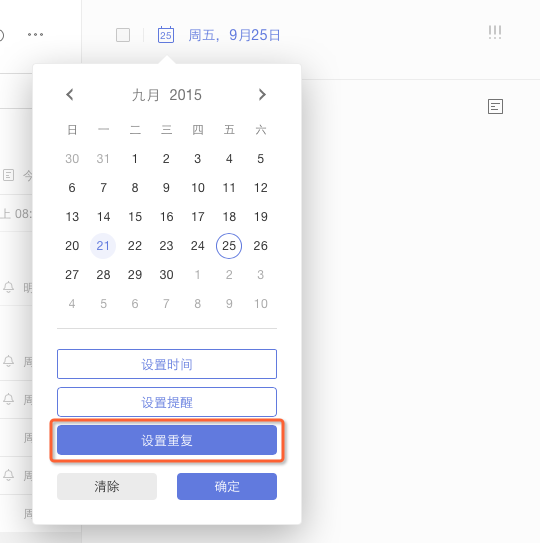 25 周五，9月25日
九月 2015
日 一 二 三 四 五 六
30 31 1 2 3 4 5
6 7 8 9 10 11 12
13 14 15 16 17 18 19
今
上 08:
20 21 22 23 24 25 26
27 28 29 30 1 2 3
明
4 5 6 7 8 9 10
设置时间
周
设置提醒
周
设置重复
周
周
清除 确定
周